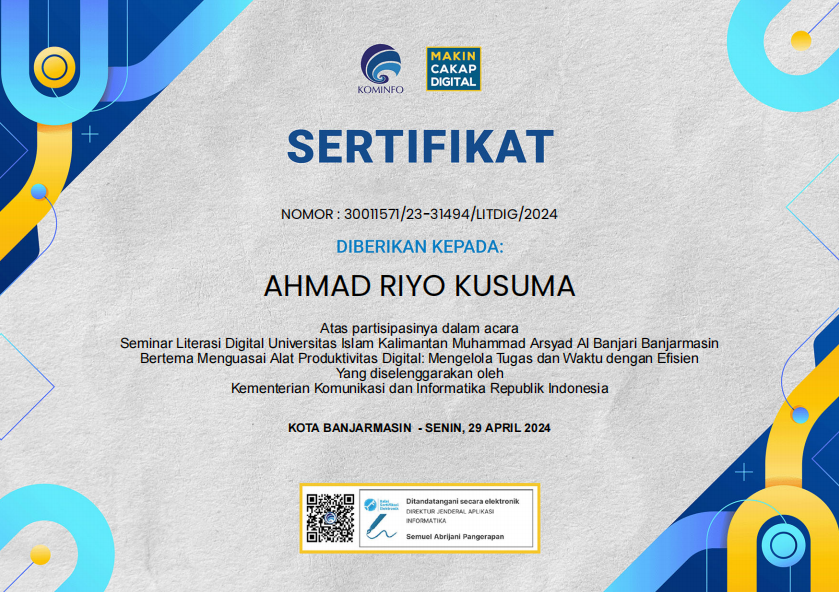 KOMINFO
MAKIN
CAKAP
DIGITAL
SERTIFIKAT
NOMOR : 30011571/23-31494/LITDIG/2024
DIBERIKAN KEPADA:
AHMAD RIYO KUSUMA
Atas partisipasinya dalam acara
Seminar Literasi Digital Universitas Islam Kalimantan Muhammad Arsyad Al Banjari Banjarmasin
Bertema Menguasai Alat Produktivitas Digital: Mengelola Tugas dan Waktu dengan Efisien
Yang diselenggarakan oleh
Kementerian Komunikasi dan Informatika Republik Indonesia
KOTA BANJARMASIN - SENIN, 29 APRIL 2024
Balai
Sertifikasi
Elektronik
Ditandatangani secara elektronik
DIREKTUR JENDERAL APLIKASI
INFORMATIKA
Semuel Abrijani Pangerapan